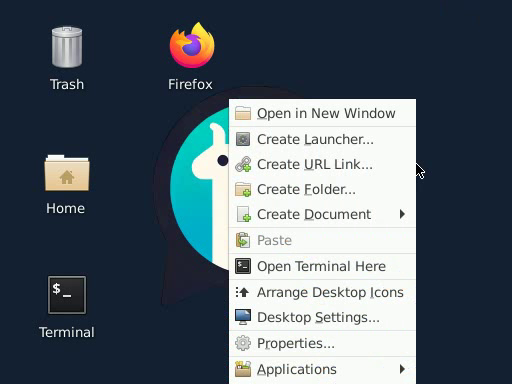 Trash
Firefox
Home
$_
Terminal
Open in New Window
Create Launcher...
Create URL Link...
Create Folder...
Create Document
Paste
$_
Open Terminal Here
Arrange Desktop Icons
Desktop Settings...
Properties...
Applications